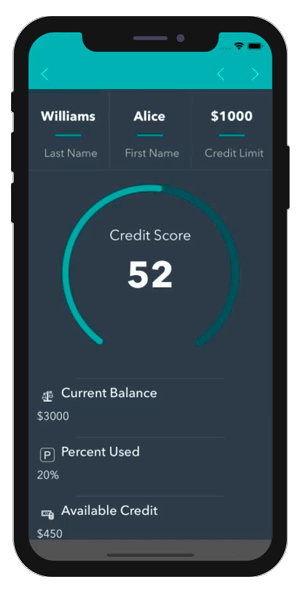 Williams
Alice
$1000
Last Name
First Name
Credit Limit
Credit Score
52
Current Balance
$3000
P
Percent Used
20%
Available Credit
$450